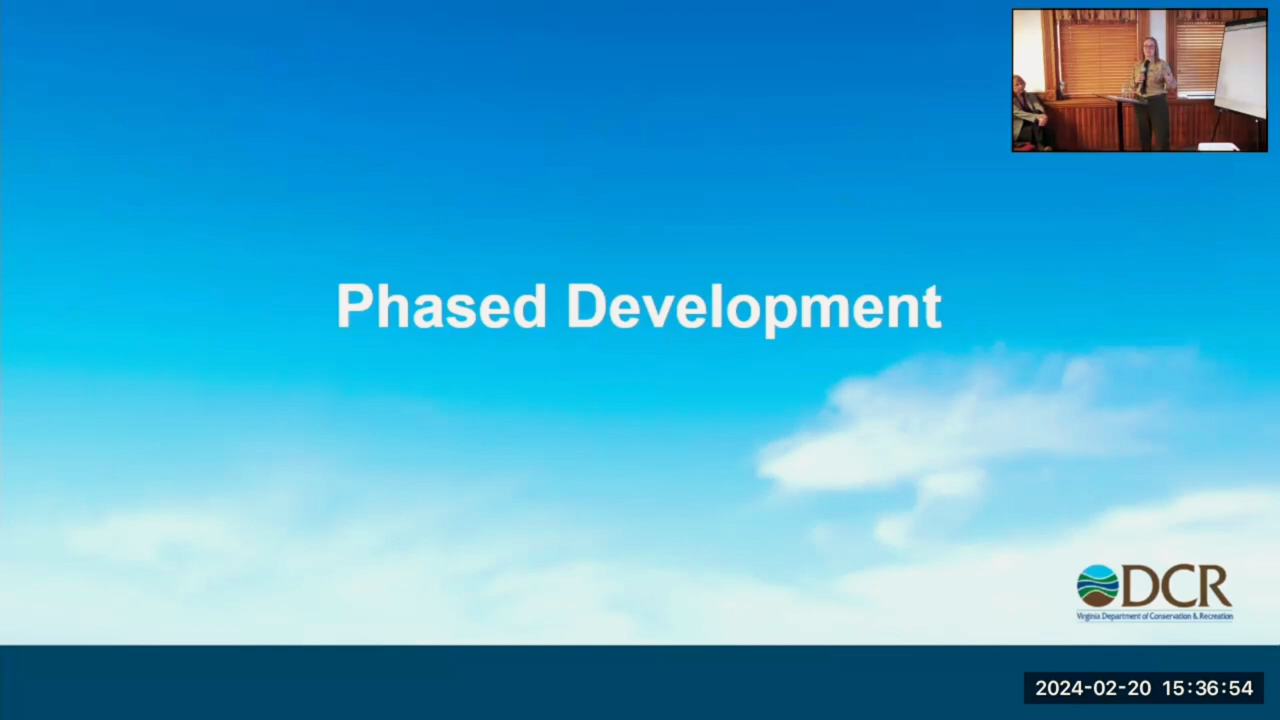 Phased Development
DCR
Virginia Department of Conservation & Recreation
2024-02-20 15:36:54